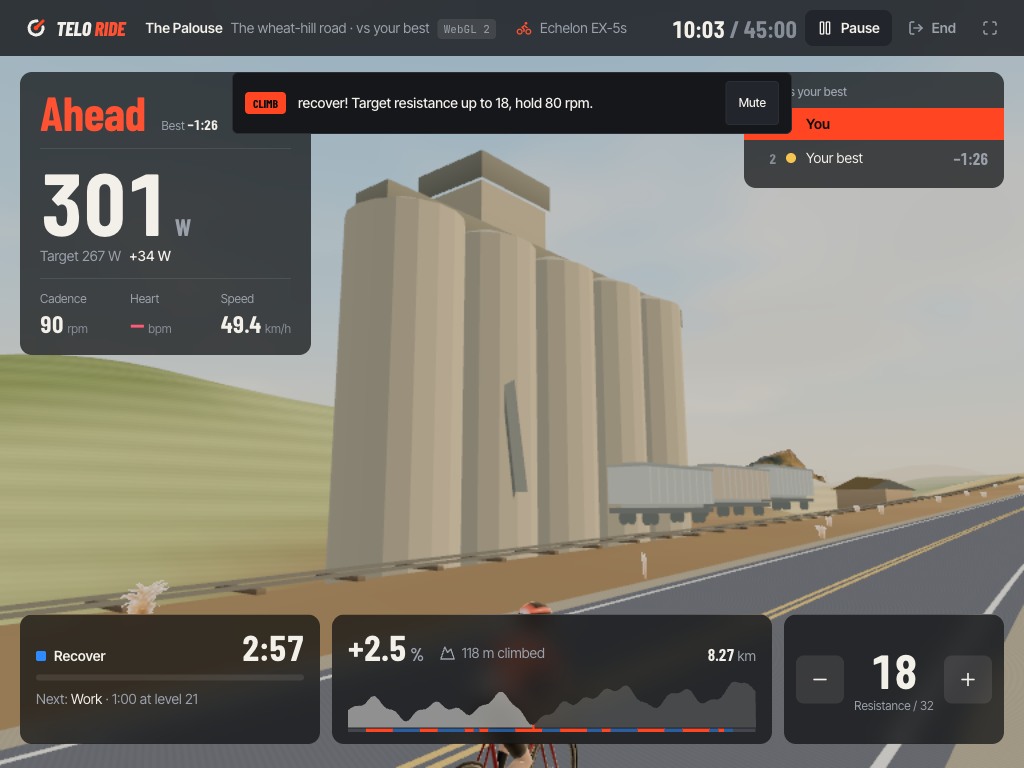 TELO RIDE
The Palouse The wheat-hill road · vs your best WebGL 2 Echelon EX-5s 10:03 / 45:00 Pause End
CLIMB recover! Target resistance up to 18, hold 80 rpm. Mute
Ahead Best −1:26
301 W
Target 267 W +34 W
Cadence Heart Speed
90 rpm – bpm 49.4 km/h
s your best
You
2 Your best −1:26
Recover 2:57
Next: Work · 1:00 at level 21
+2.5 % 118 m climbed 8.27 km
− 18 +
Resistance / 32